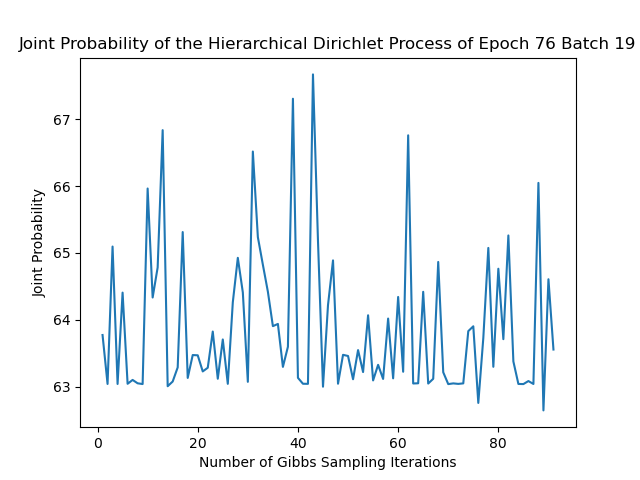 Joint Probability of the Hierarchical Dirichlet Process of Epoch 76 Batch 19
67
66
65
64
63
Joint Probability
0 20 40 60 80
Number of Gibbs Sampling Iterations